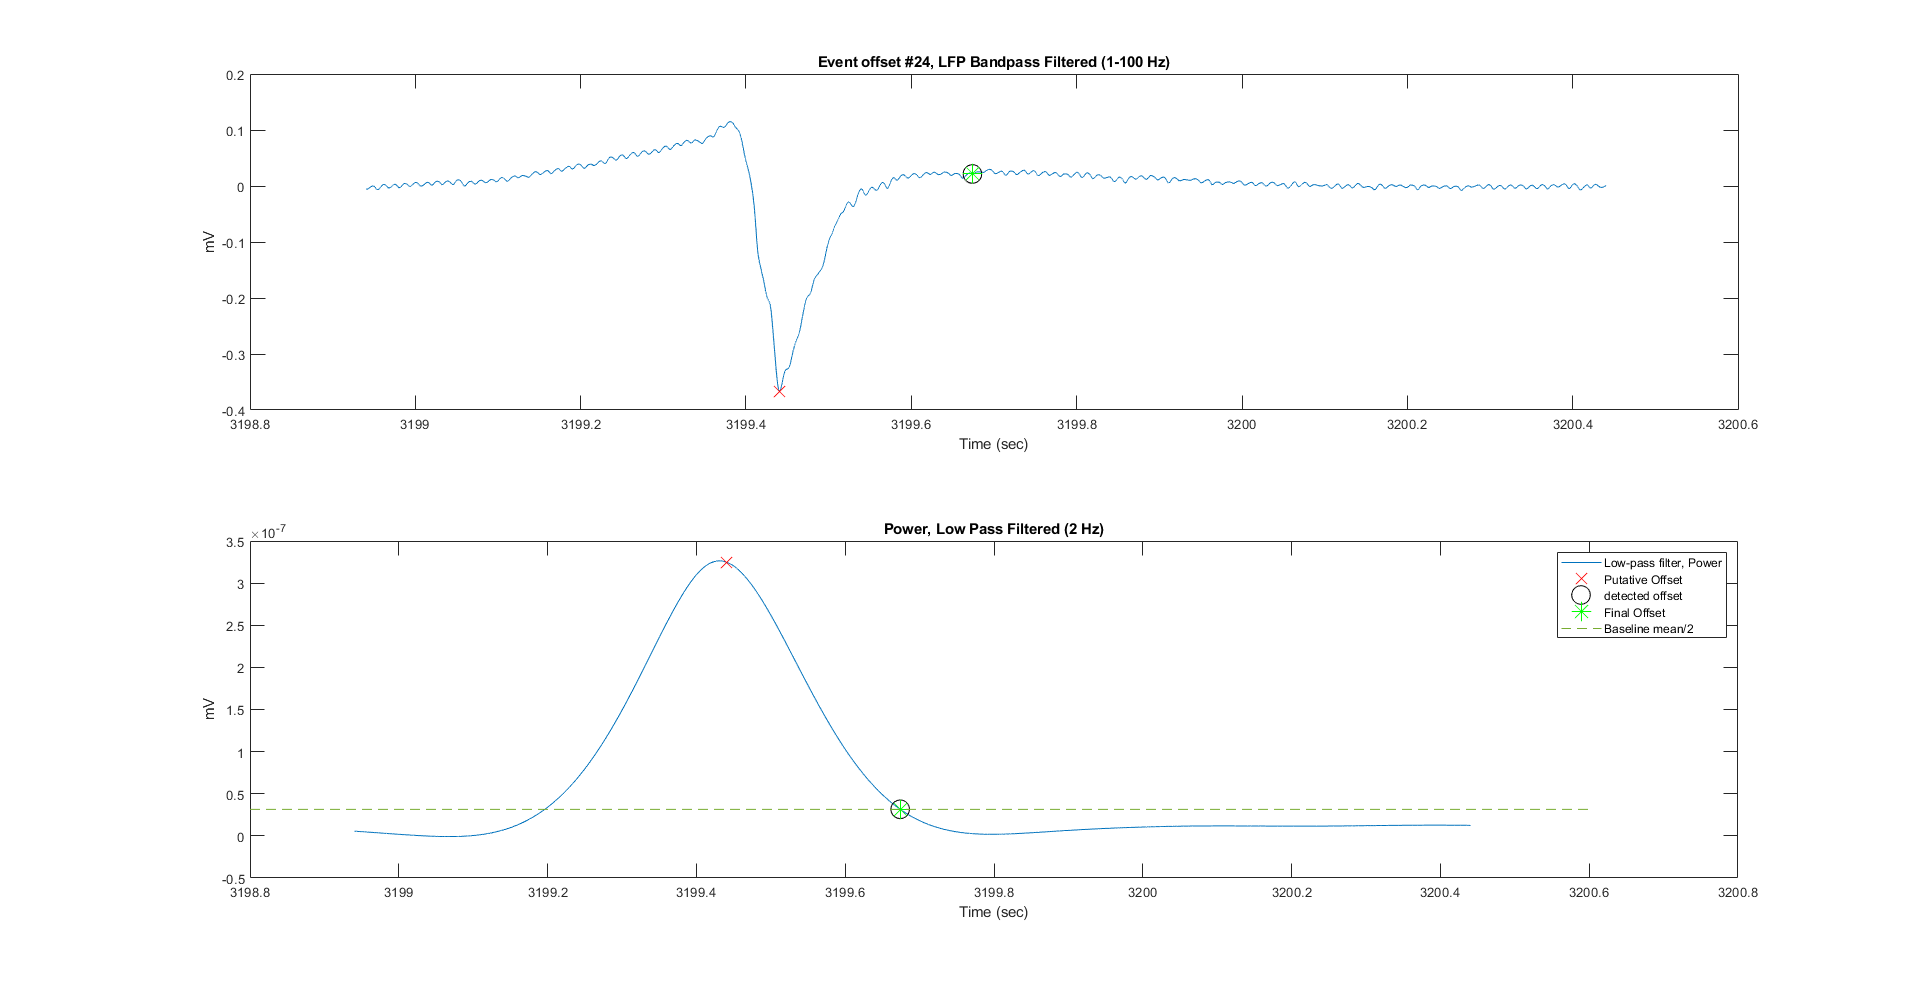 Event offset #24, LFP Bandpass Filtered (1-100 Hz)
0.2
0.1
0
-0.1
-0.2
-0.3
-0.4
mV
3198.8 3199 3199.2 3199.4 3199.6 3199.8 3200 3200.2 3200.4 3200.6
Time (sec)
Power, Low Pass Filtered (2 Hz)
×10-7
3.5
3
2.5
2
1.5
1
0.5
0
-0.5
mV
Low-pass filter, Power
Putative Offset
detected offset
Final Offset
Baseline mean/2
3198.8 3199 3199.2 3199.4 3199.6 3199.8 3200 3200.2 3200.4 3200.6 3200.8
Time (sec)